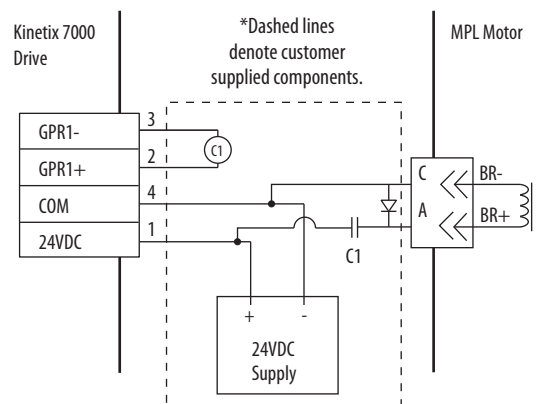 Kinetix 7000
Drive
*Dashed lines
denote customer
supplied components.
MPL Motor
GPR1-
3
GPR1+
2
COM
4
24VDC
1
C1
C
BR-
A
BR+
C1
+ -
24VDC
Supply